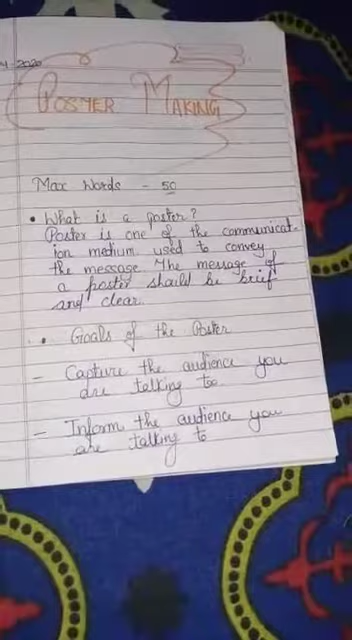 2020
POSTER MAKING
Max Words - 50
• What is a poster?
Poster is one of the communicat-
ion medium used to convey
the message. The message of
a poster should be brief
and clear.
• Goals of the Poster
- Capture the audience you
are talking too
- Inform the audience you
are talking to